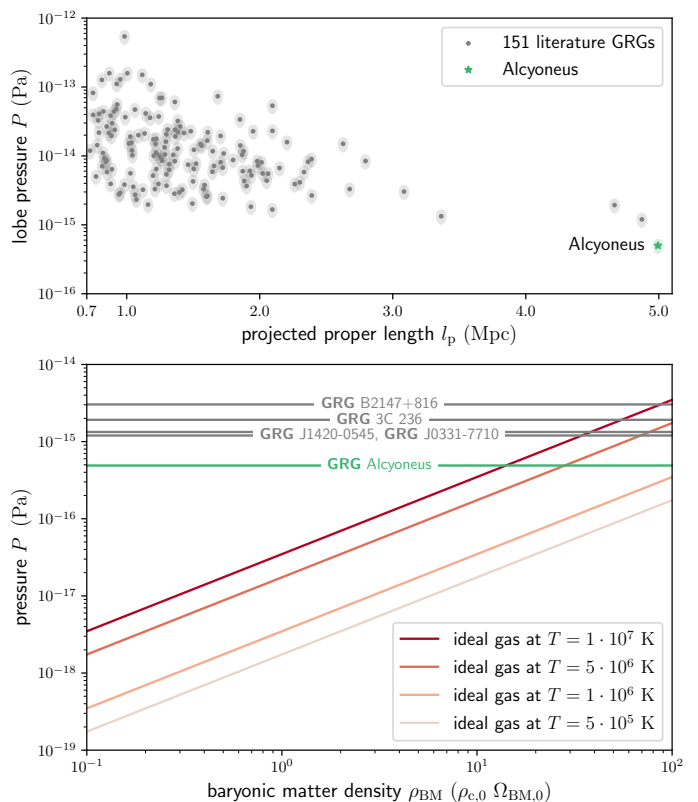 10⁻¹²
10⁻¹³
10⁻¹⁴
10⁻¹⁵
10⁻¹⁶
lobe pressure P (Pa)
151 literature GRGs
Alcyoneus
Alcyoneus
0.7 1.0 2.0 3.0 4.0 5.0
projected proper length lₚ (Mpc)
10⁻¹⁴
10⁻¹⁵
10⁻¹⁶
10⁻¹⁷
10⁻¹⁸
10⁻¹⁹
pressure P (Pa)
GRG B2147+816
GRG 3C 236
GRG J1420-0545, GRG J0331-7710
GRG Alcyoneus
ideal gas at T = 1 · 10⁷ K
ideal gas at T = 5 · 10⁶ K
ideal gas at T = 1 · 10⁶ K
ideal gas at T = 5 · 10⁵ K
10⁻¹ 10⁰ 10¹ 10²
baryonic matter density ρ_BM (ρ_c,0 Ω_BM,0)